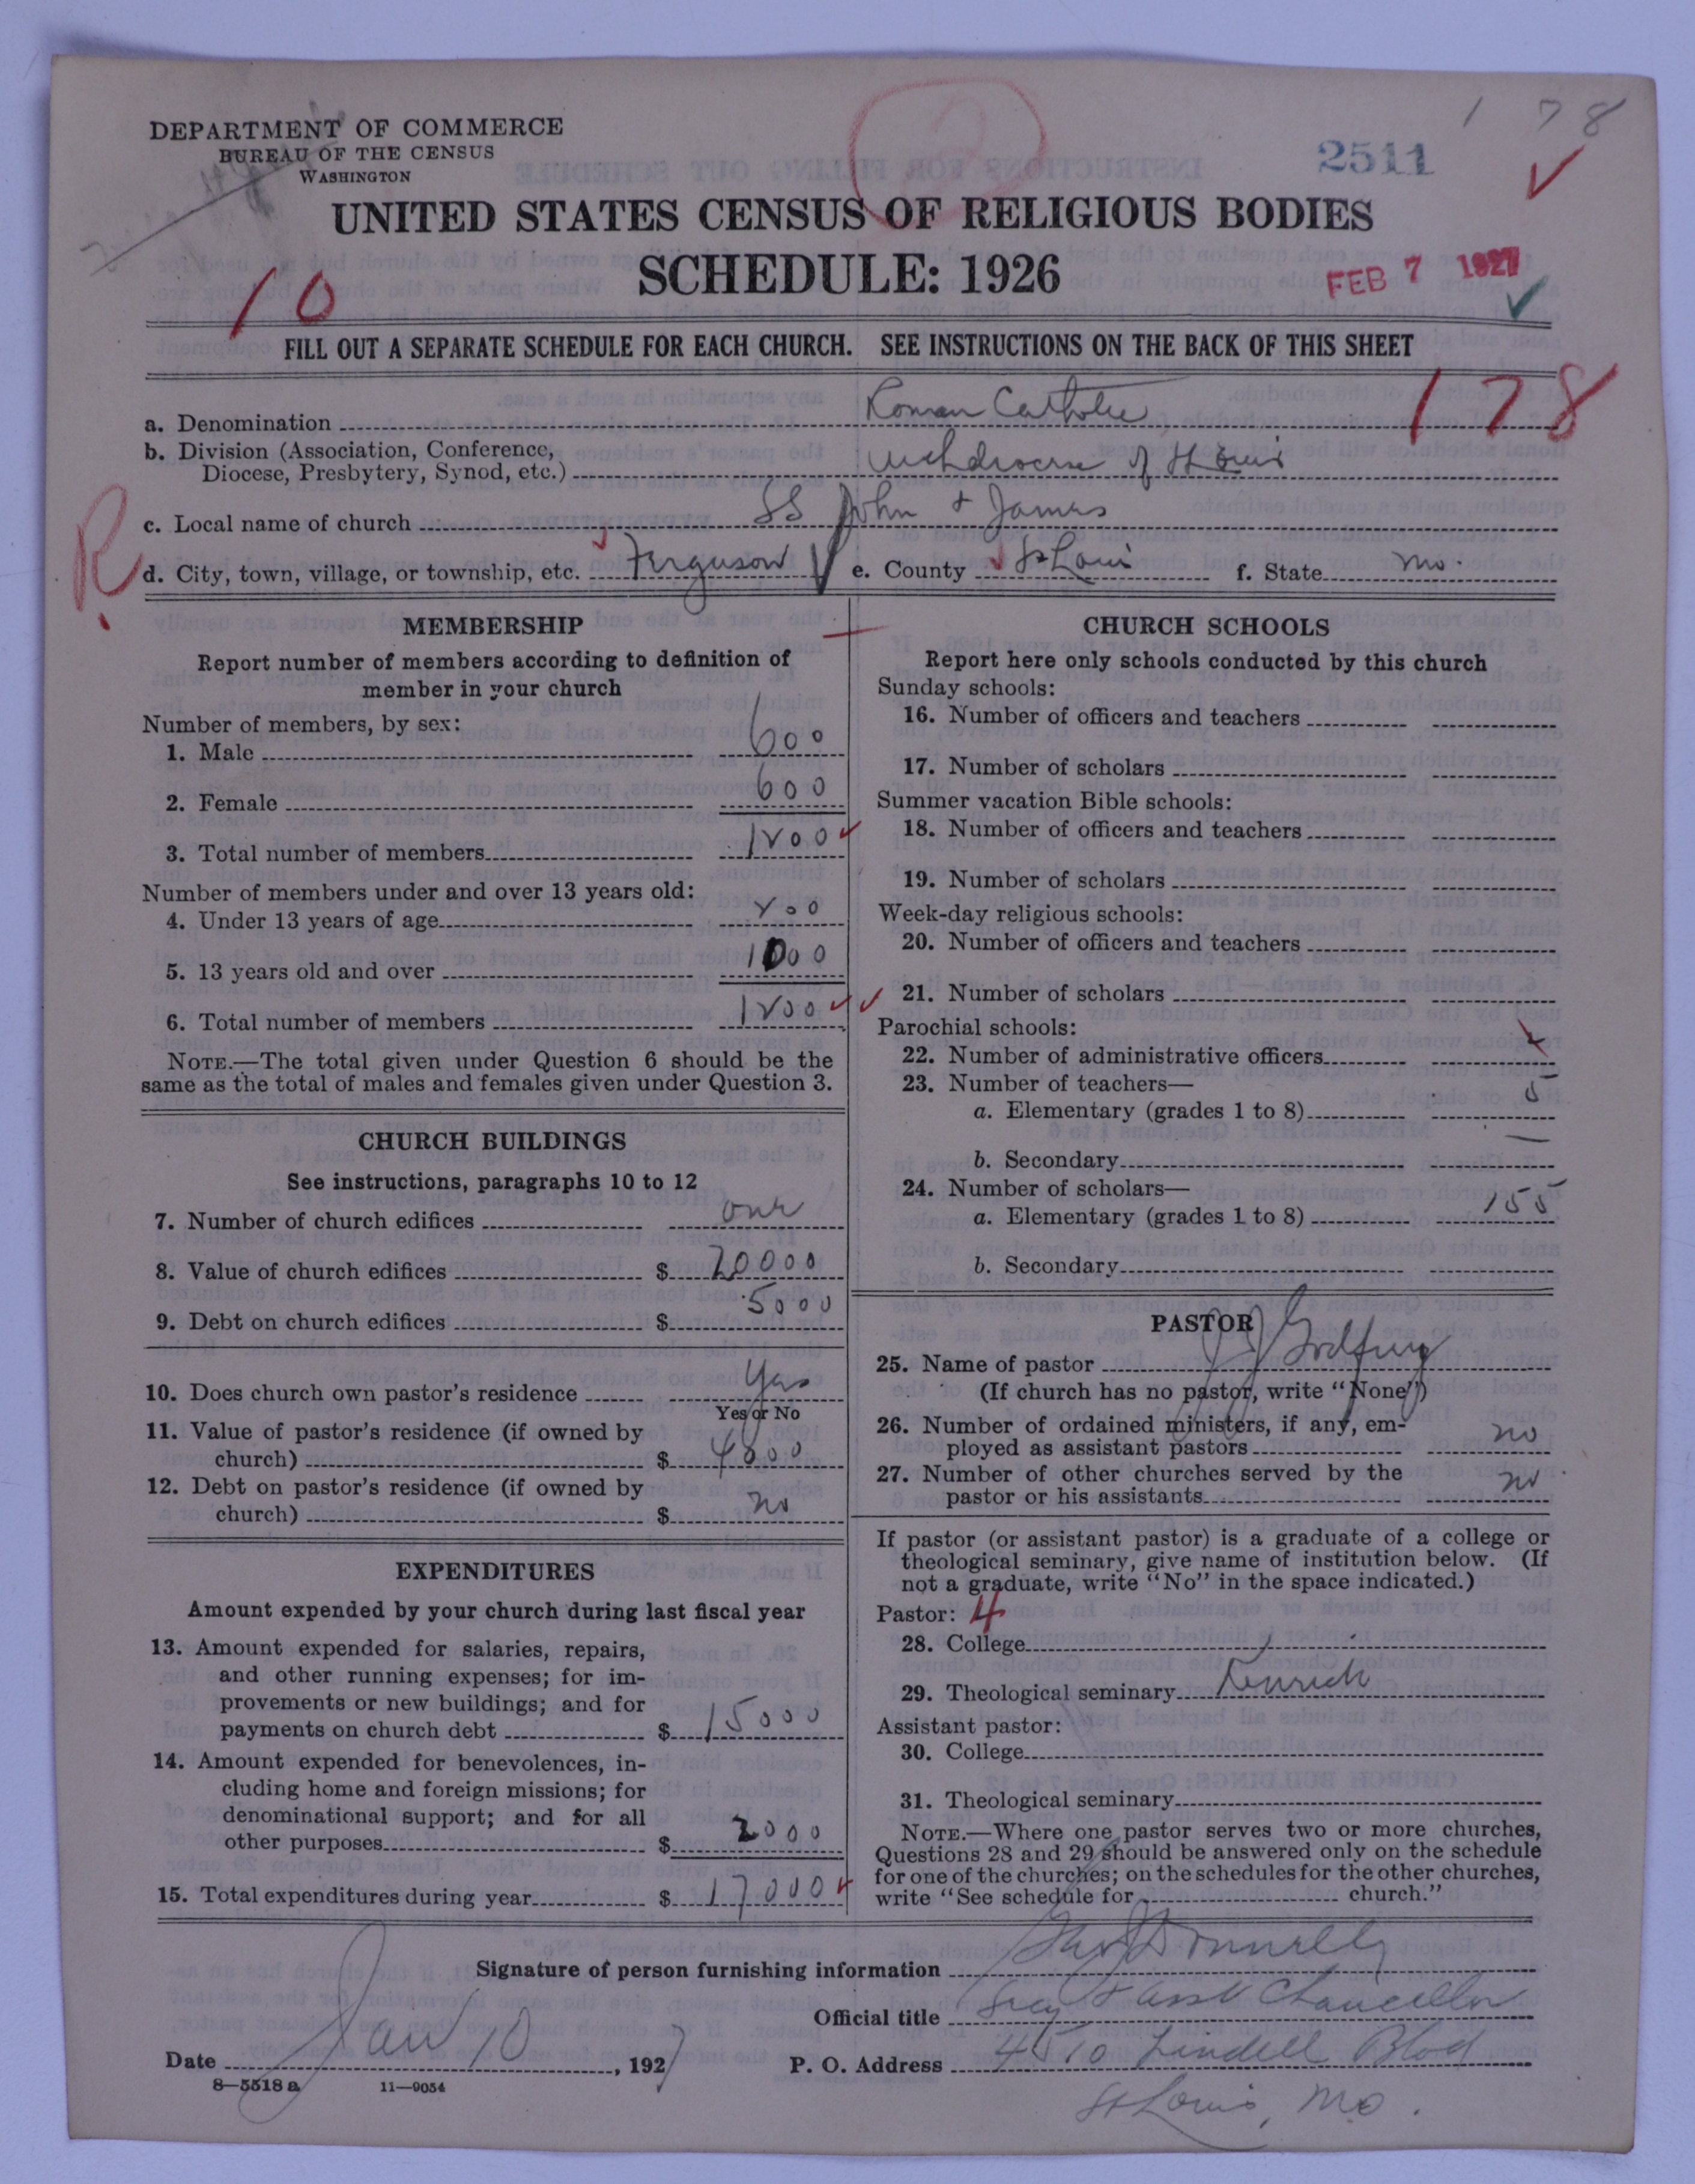 1 78
DEPARTMENT OF COMMERCE
BUREAU OF THE CENSUS
WASHINGTON
2511
UNITED STATES CENSUS OF RELIGIOUS BODIES
SCHEDULE: 1926
FEB 7 1927
10
FILL OUT A SEPARATE SCHEDULE FOR EACH CHURCH. SEE INSTRUCTIONS ON THE BACK OF THIS SHEET
178
a. Denomination Roman Catholic
b. Division (Association, Conference,
Diocese, Presbytery, Synod, etc.) Archdiocese of St Louis
c. Local name of church SS John & James
R
d. City, town, village, or township, etc. Ferguson e. County St Louis f. State Mo.
MEMBERSHIP
Report number of members according to definition of
member in your church
Number of members, by sex:
1. Male 600
2. Female 600
3. Total number of members 1200
Number of members under and over 13 years old:
4. Under 13 years of age 200
5. 13 years old and over 1000
6. Total number of members 1200
NOTE.—The total given under Question 6 should be the
same as the total of males and females given under Question 3.
CHURCH BUILDINGS
See instructions, paragraphs 10 to 12
7. Number of church edifices one
8. Value of church edifices $ 20000
9. Debt on church edifices $ 5000
10. Does church own pastor's residence Yes
Yes or No
11. Value of pastor's residence (if owned by
church) $ 4000
12. Debt on pastor's residence (if owned by
church) $ no
EXPENDITURES
Amount expended by your church during last fiscal year
13. Amount expended for salaries, repairs,
and other running expenses; for im-
provements or new buildings; and for
payments on church debt $ 15000
14. Amount expended for benevolences, in-
cluding home and foreign missions; for
denominational support; and for all
other purposes $ 2000
15. Total expenditures during year $ 17000
CHURCH SCHOOLS
Report here only schools conducted by this church
Sunday schools:
16. Number of officers and teachers
17. Number of scholars
Summer vacation Bible schools:
18. Number of officers and teachers
19. Number of scholars
Week-day religious schools:
20. Number of officers and teachers
21. Number of scholars
Parochial schools:
22. Number of administrative officers
23. Number of teachers—
a. Elementary (grades 1 to 8) 5
b. Secondary —
24. Number of scholars—
a. Elementary (grades 1 to 8) 155
b. Secondary
PASTOR
25. Name of pastor J J Godfrey
(If church has no pastor, write "None")
26. Number of ordained ministers, if any, em-
ployed as assistant pastors no
27. Number of other churches served by the
pastor or his assistants no
If pastor (or assistant pastor) is a graduate of a college or
theological seminary, give name of institution below. (If
not a graduate, write "No" in the space indicated.)
Pastor: 4
28. College
29. Theological seminary Kenrick
Assistant pastor:
30. College
31. Theological seminary
NOTE.—Where one pastor serves two or more churches,
Questions 28 and 29 should be answered only on the schedule
for one of the churches; on the schedules for the other churches,
write "See schedule for church."
Signature of person furnishing information Donnelly
Official title Secy & Asst Chancellor
Date Jan 10, 1927 P. O. Address 4510 Lindell Blvd
8—5518 a 11—9054
St Louis, Mo.